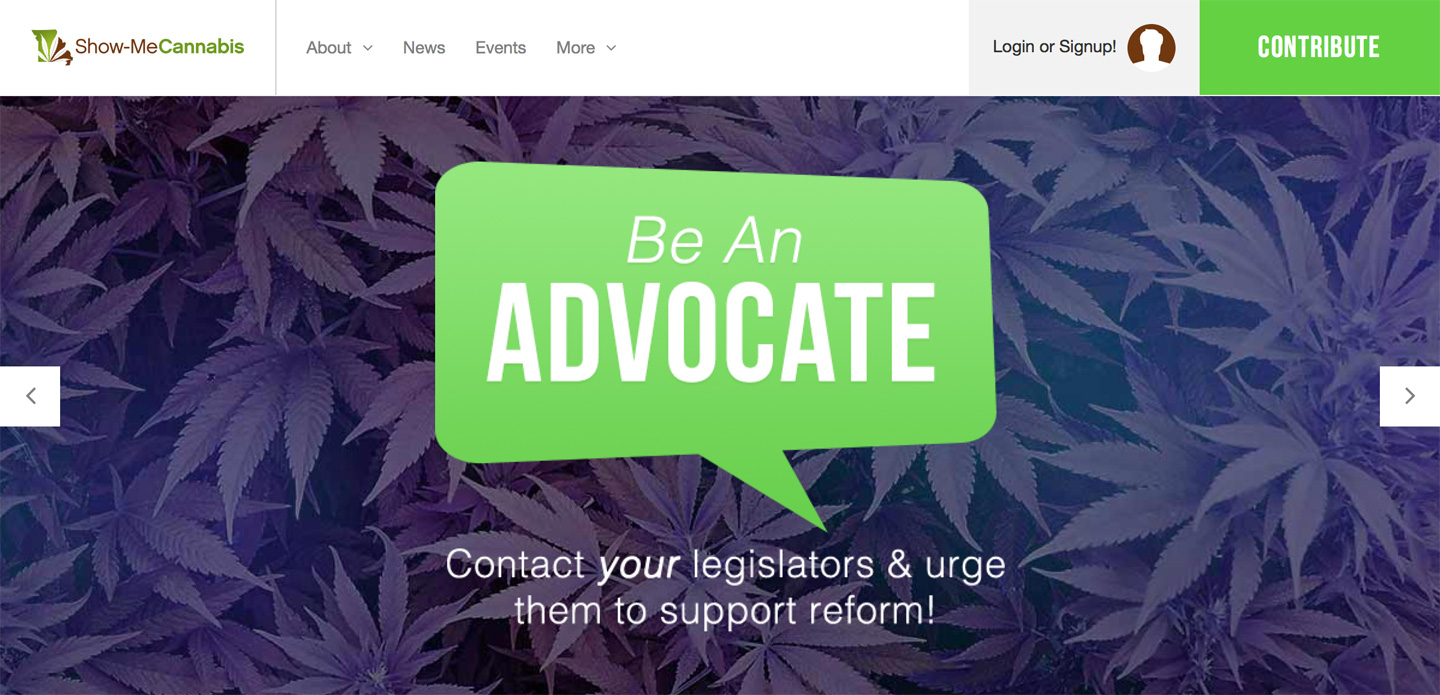 Show-MeCannabis
About
News
Events
More
Login or Signup!
CONTRIBUTE
Be An
ADVOCATE
Contact your legislators & urge
them to support reform!